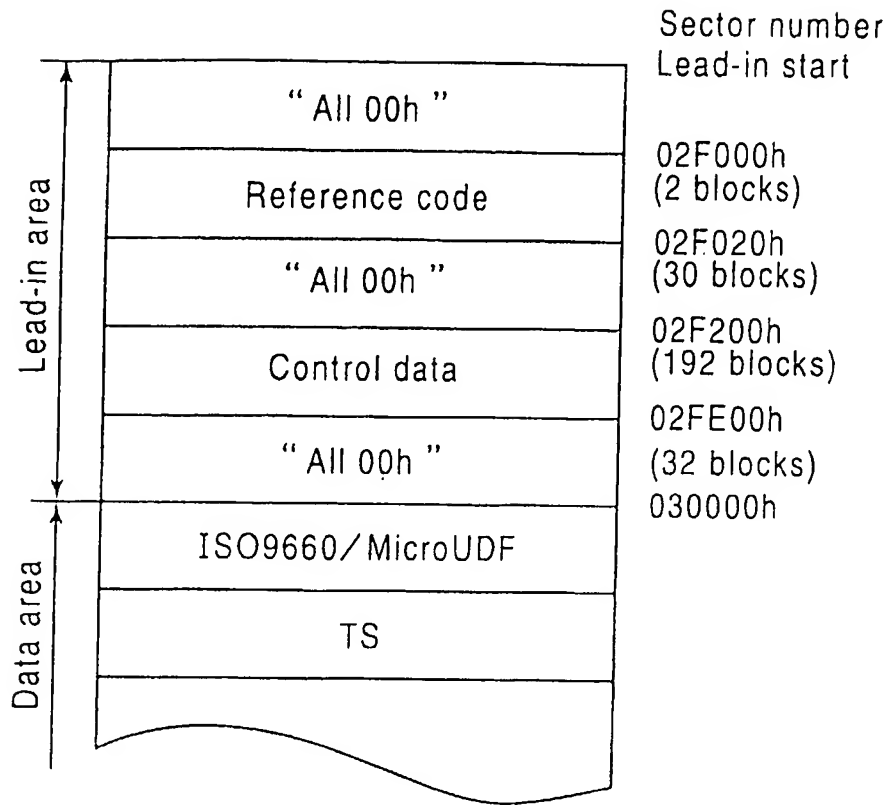 Sector number
Lead-in start
“ All 00h ”
02F000h
(2 blocks)
Reference code
02F020h
(30 blocks)
“ All 00h ”
02F200h
(192 blocks)
Control data
02FE00h
(32 blocks)
“ All 00h ”
030000h
ISO9660/MicroUDF
TS
Lead-in area
Data area